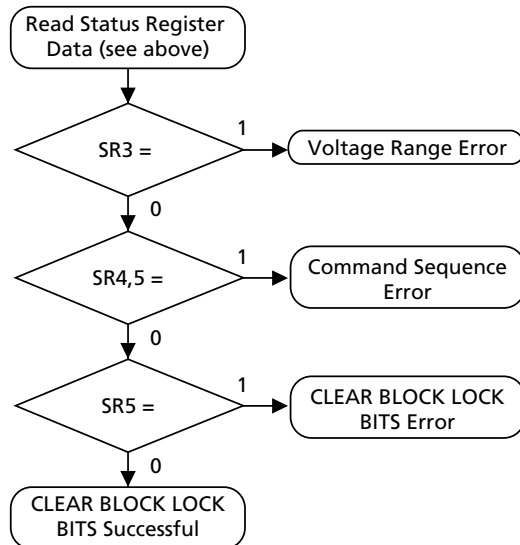 Read Status Register
Data (see above)
SR3 =
1
Voltage Range Error
0
SR4,5 =
1
Command Sequence
Error
0
SR5 =
1
CLEAR BLOCK LOCK
BITS Error
0
CLEAR BLOCK LOCK
BITS Successful